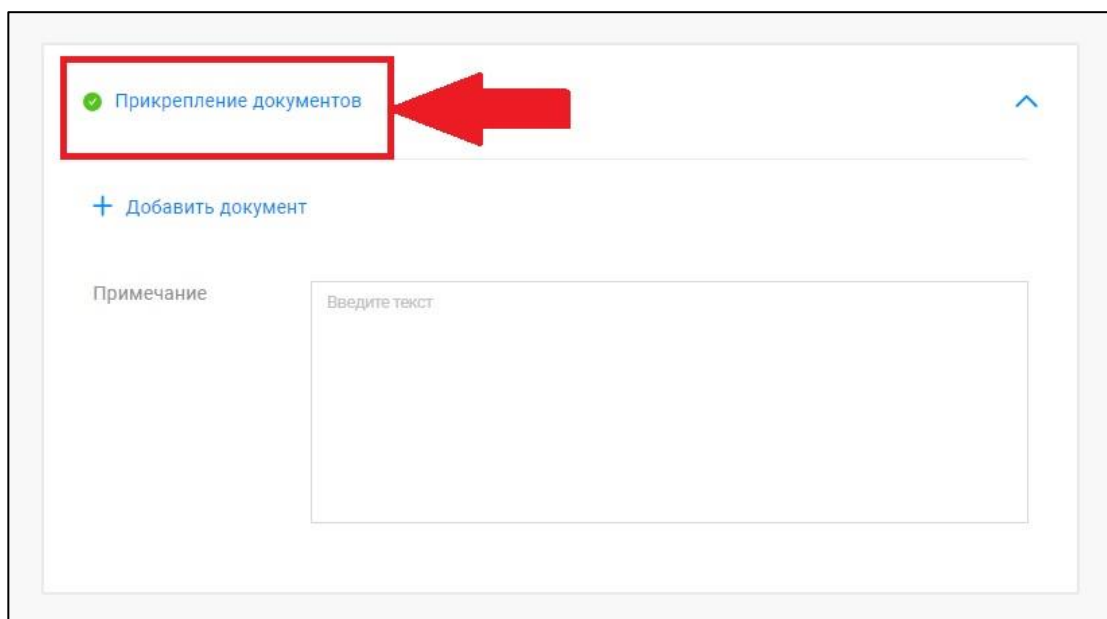 Прикрепление документов
Добавить документ
Примечание
Введите текст